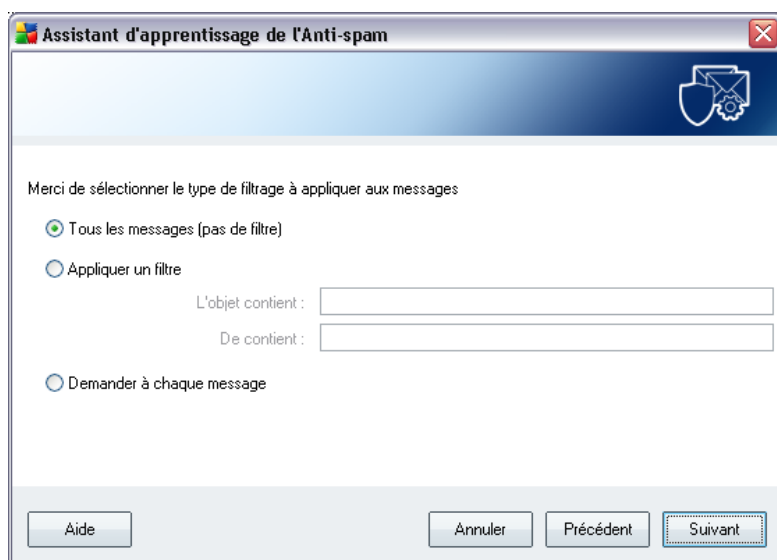 Assistant d'apprentissage de l'Anti-spam
Merci de sélectionner le type de filtrage à appliquer aux messages
Tous les messages (pas de filtre)
Appliquer un filtre
L'objet contient :
De contient :
Demander à chaque message
Aide Annuler Précédent Suivant